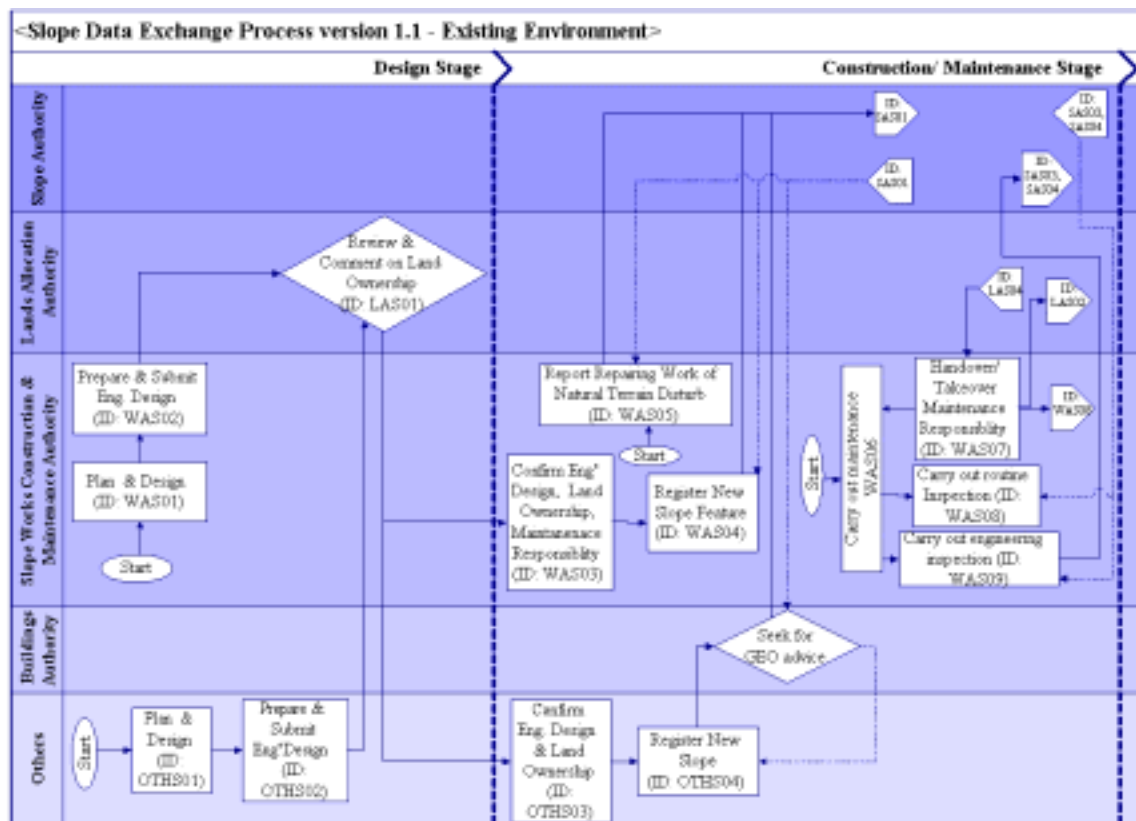 <Slope Data Exchange Process version 1.1 - Existing Environment>
Design Stage
Construction/ Maintenance Stage
Slope Authority
ID:
SAS01
ID:
SAS03,
SAS04
ID:
SAS03,
SAS04
ID:
SAS01
Lands Allocation
Authority
Review &
Comment on Land
Ownership
(ID: LAS01)
ID:
LAS04
ID:
LAS02
Slope Works Construction &
Maintenance Authority
Prepare & Submit
Eng. Design
(ID: WAS02)
Plan & Design
(ID: WAS01)
Start
Report Repairing Work of
Natural Terrain Disturb-
(ID: WAS05)
Start
Confirm Eng"
Design, Land
Ownership,
Maintanenace
Responsiblity
(ID: WAS03)
Register New
Slope Feature
(ID: WAS04)
Start
Carry out maintenance
WAS06
Handover/
Takeover
Maintenance
Responsiblity
(ID: WAS07)
ID:
Carry out routine
Inspection (ID:
WAS08)
Carry out engineering
inspection (ID:
WAS09)
Buildings
Authority
Seek for
GEO advice
Others
Start
Plan &
Design
(ID:
OTHS01)
Prepare &
Submit
Eng"Design
(ID:
OTHS02)
Confirm
Eng. Design
& Land
Ownership
(ID:
OTHS03)
Register New
Slope
(ID: OTHS04)